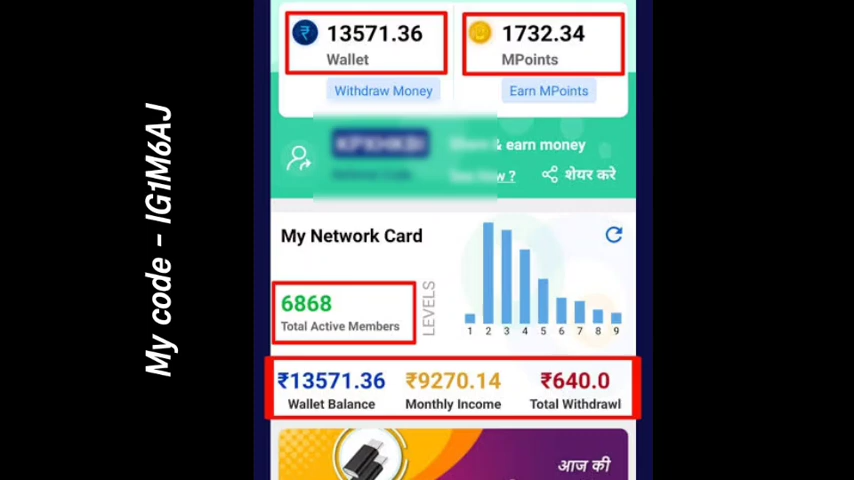 My code - IG1M6AJ
13571.36
Wallet
Withdraw Money
1732.34
MPoints
Earn MPoints
& earn money
शेयर करे
My Network Card
6868
Total Active Members
LEVELS
1 2 3 4 5 6 7 8 9
₹13571.36 ₹9270.14 ₹640.0
Wallet Balance Monthly Income Total Withdrawl
आज की